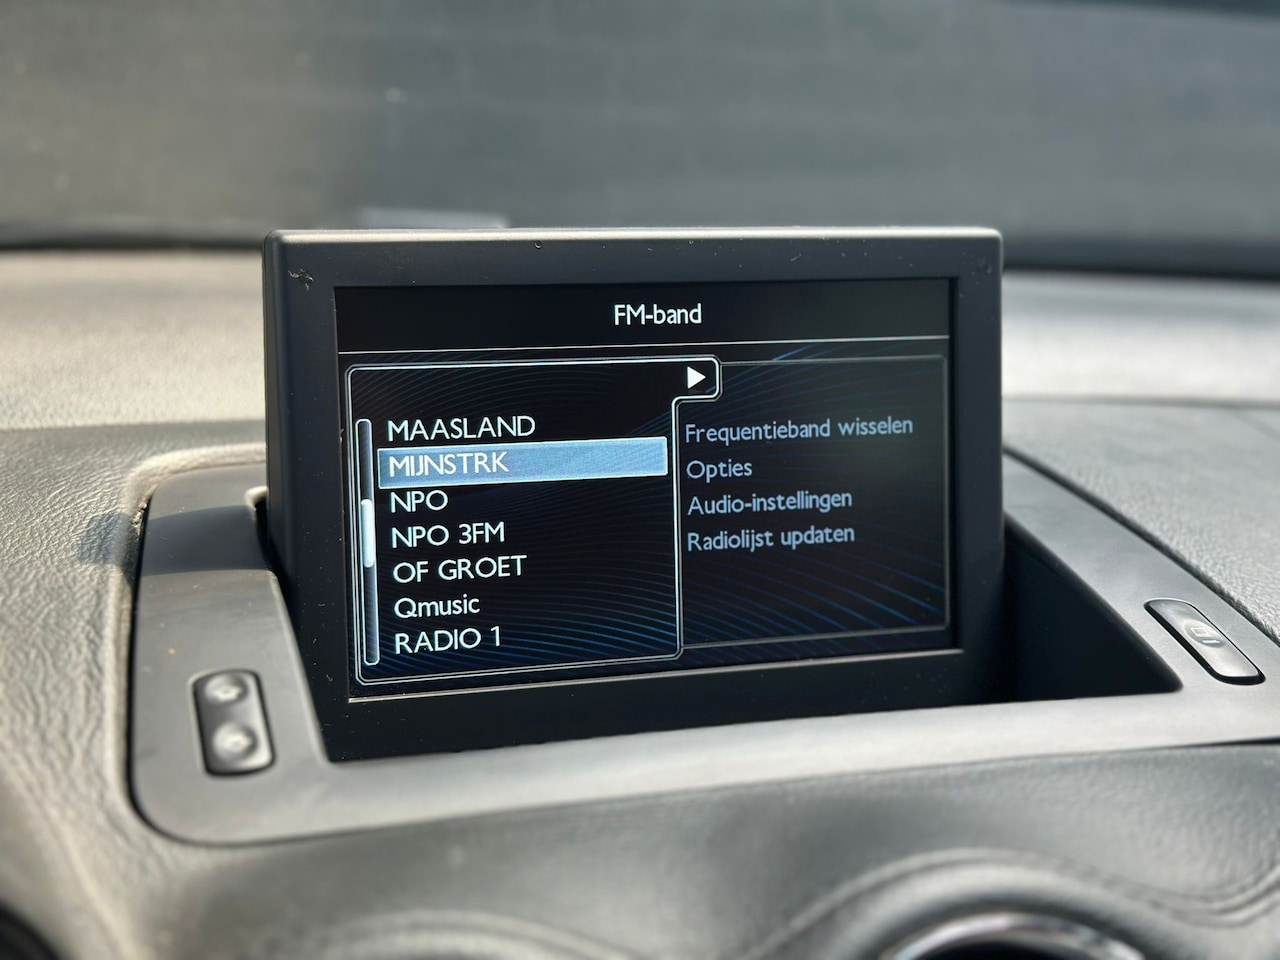 FM-band
MAASLAND
MIJNSTRK
NPO
NPO 3FM
OF GROET
Qmusic
RADIO 1
Frequentieband wisselen
Opties
Audio-instellingen
Radiolijst updaten